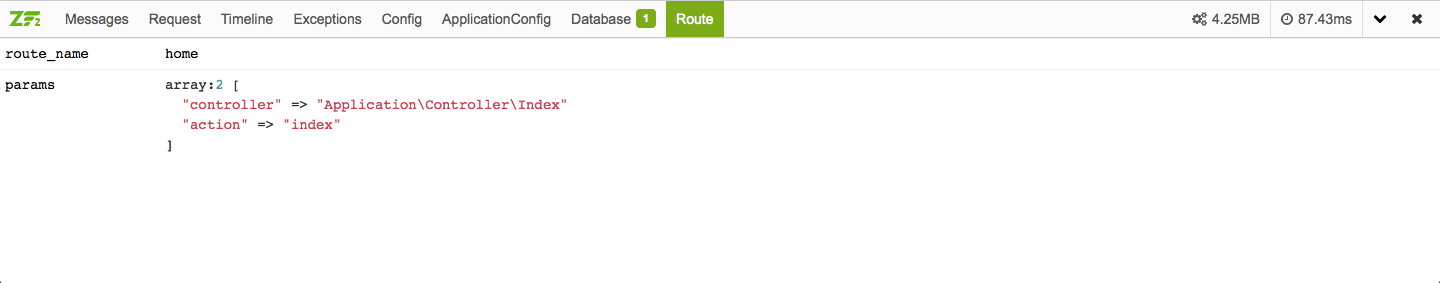 ZF2 Messages Request Timeline Exceptions Config ApplicationConfig Database 1 Route 4.25MB 87.43ms
route_name home
params array:2 [
"controller" => "Application\Controller\Index"
"action" => "index"
]